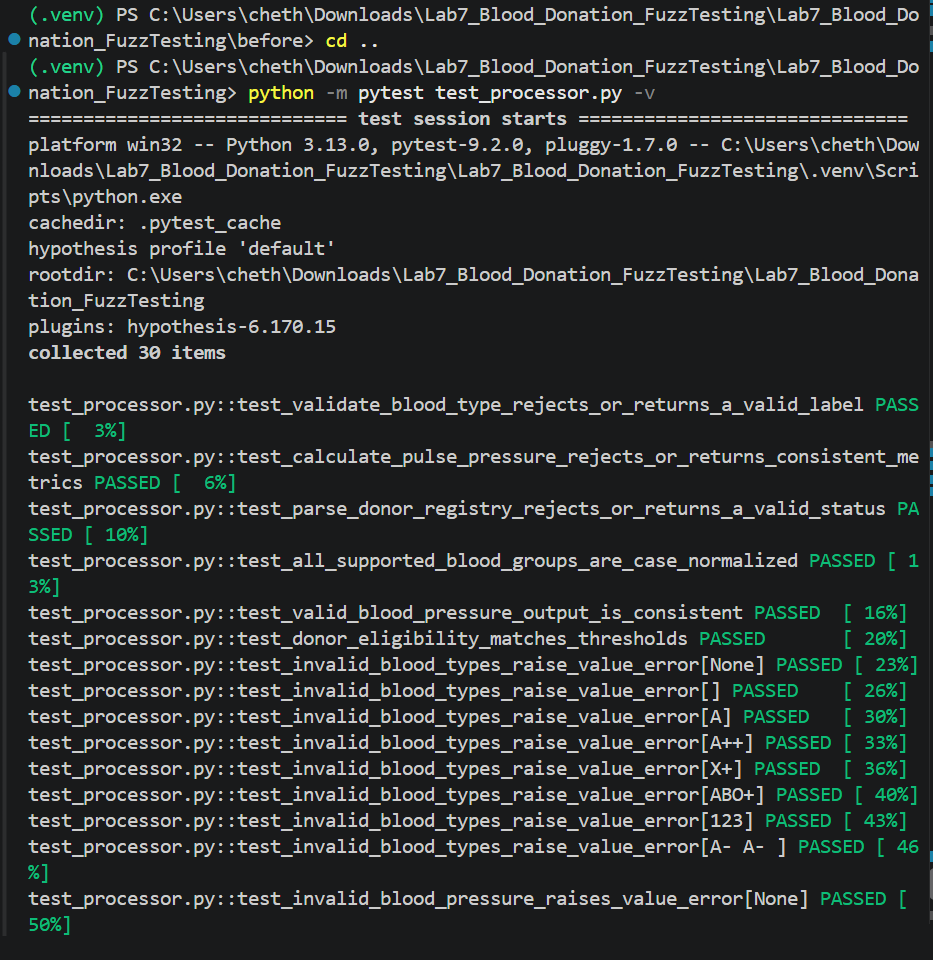 (.venv) PS C:\Users\cheth\Downloads\Lab7_Blood_Donation_FuzzTesting\Lab7_Blood_Do
nation_FuzzTesting\before> cd ..
(.venv) PS C:\Users\cheth\Downloads\Lab7_Blood_Donation_FuzzTesting\Lab7_Blood_Do
nation_FuzzTesting> python -m pytest test_processor.py -v
============================= test session starts ==============================
platform win32 -- Python 3.13.0, pytest-9.2.0, pluggy-1.7.0 -- C:\Users\cheth\Dow
nloads\Lab7_Blood_Donation_FuzzTesting\Lab7_Blood_Donation_FuzzTesting\.venv\Scri
pts\python.exe
cachedir: .pytest_cache
hypothesis profile 'default'
rootdir: C:\Users\cheth\Downloads\Lab7_Blood_Donation_FuzzTesting\Lab7_Blood_Dona
tion_FuzzTesting
plugins: hypothesis-6.170.15
collected 30 items

test_processor.py::test_validate_blood_type_rejects_or_returns_a_valid_label PASS
ED [  3%]
test_processor.py::test_calculate_pulse_pressure_rejects_or_returns_consistent_me
trics PASSED [  6%]
test_processor.py::test_parse_donor_registry_rejects_or_returns_a_valid_status PA
SSED [ 10%]
test_processor.py::test_all_supported_blood_groups_are_case_normalized PASSED [ 1
3%]
test_processor.py::test_valid_blood_pressure_output_is_consistent PASSED  [ 16%]
test_processor.py::test_donor_eligibility_matches_thresholds PASSED       [ 20%]
test_processor.py::test_invalid_blood_types_raise_value_error[None] PASSED [ 23%]
test_processor.py::test_invalid_blood_types_raise_value_error[] PASSED    [ 26%]
test_processor.py::test_invalid_blood_types_raise_value_error[A] PASSED   [ 30%]
test_processor.py::test_invalid_blood_types_raise_value_error[A++] PASSED [ 33%]
test_processor.py::test_invalid_blood_types_raise_value_error[X+] PASSED  [ 36%]
test_processor.py::test_invalid_blood_types_raise_value_error[ABO+] PASSED [ 40%]
test_processor.py::test_invalid_blood_types_raise_value_error[123] PASSED [ 43%]
test_processor.py::test_invalid_blood_types_raise_value_error[A- A- ] PASSED [ 46
%]
test_processor.py::test_invalid_blood_pressure_raises_value_error[None] PASSED [
50%]